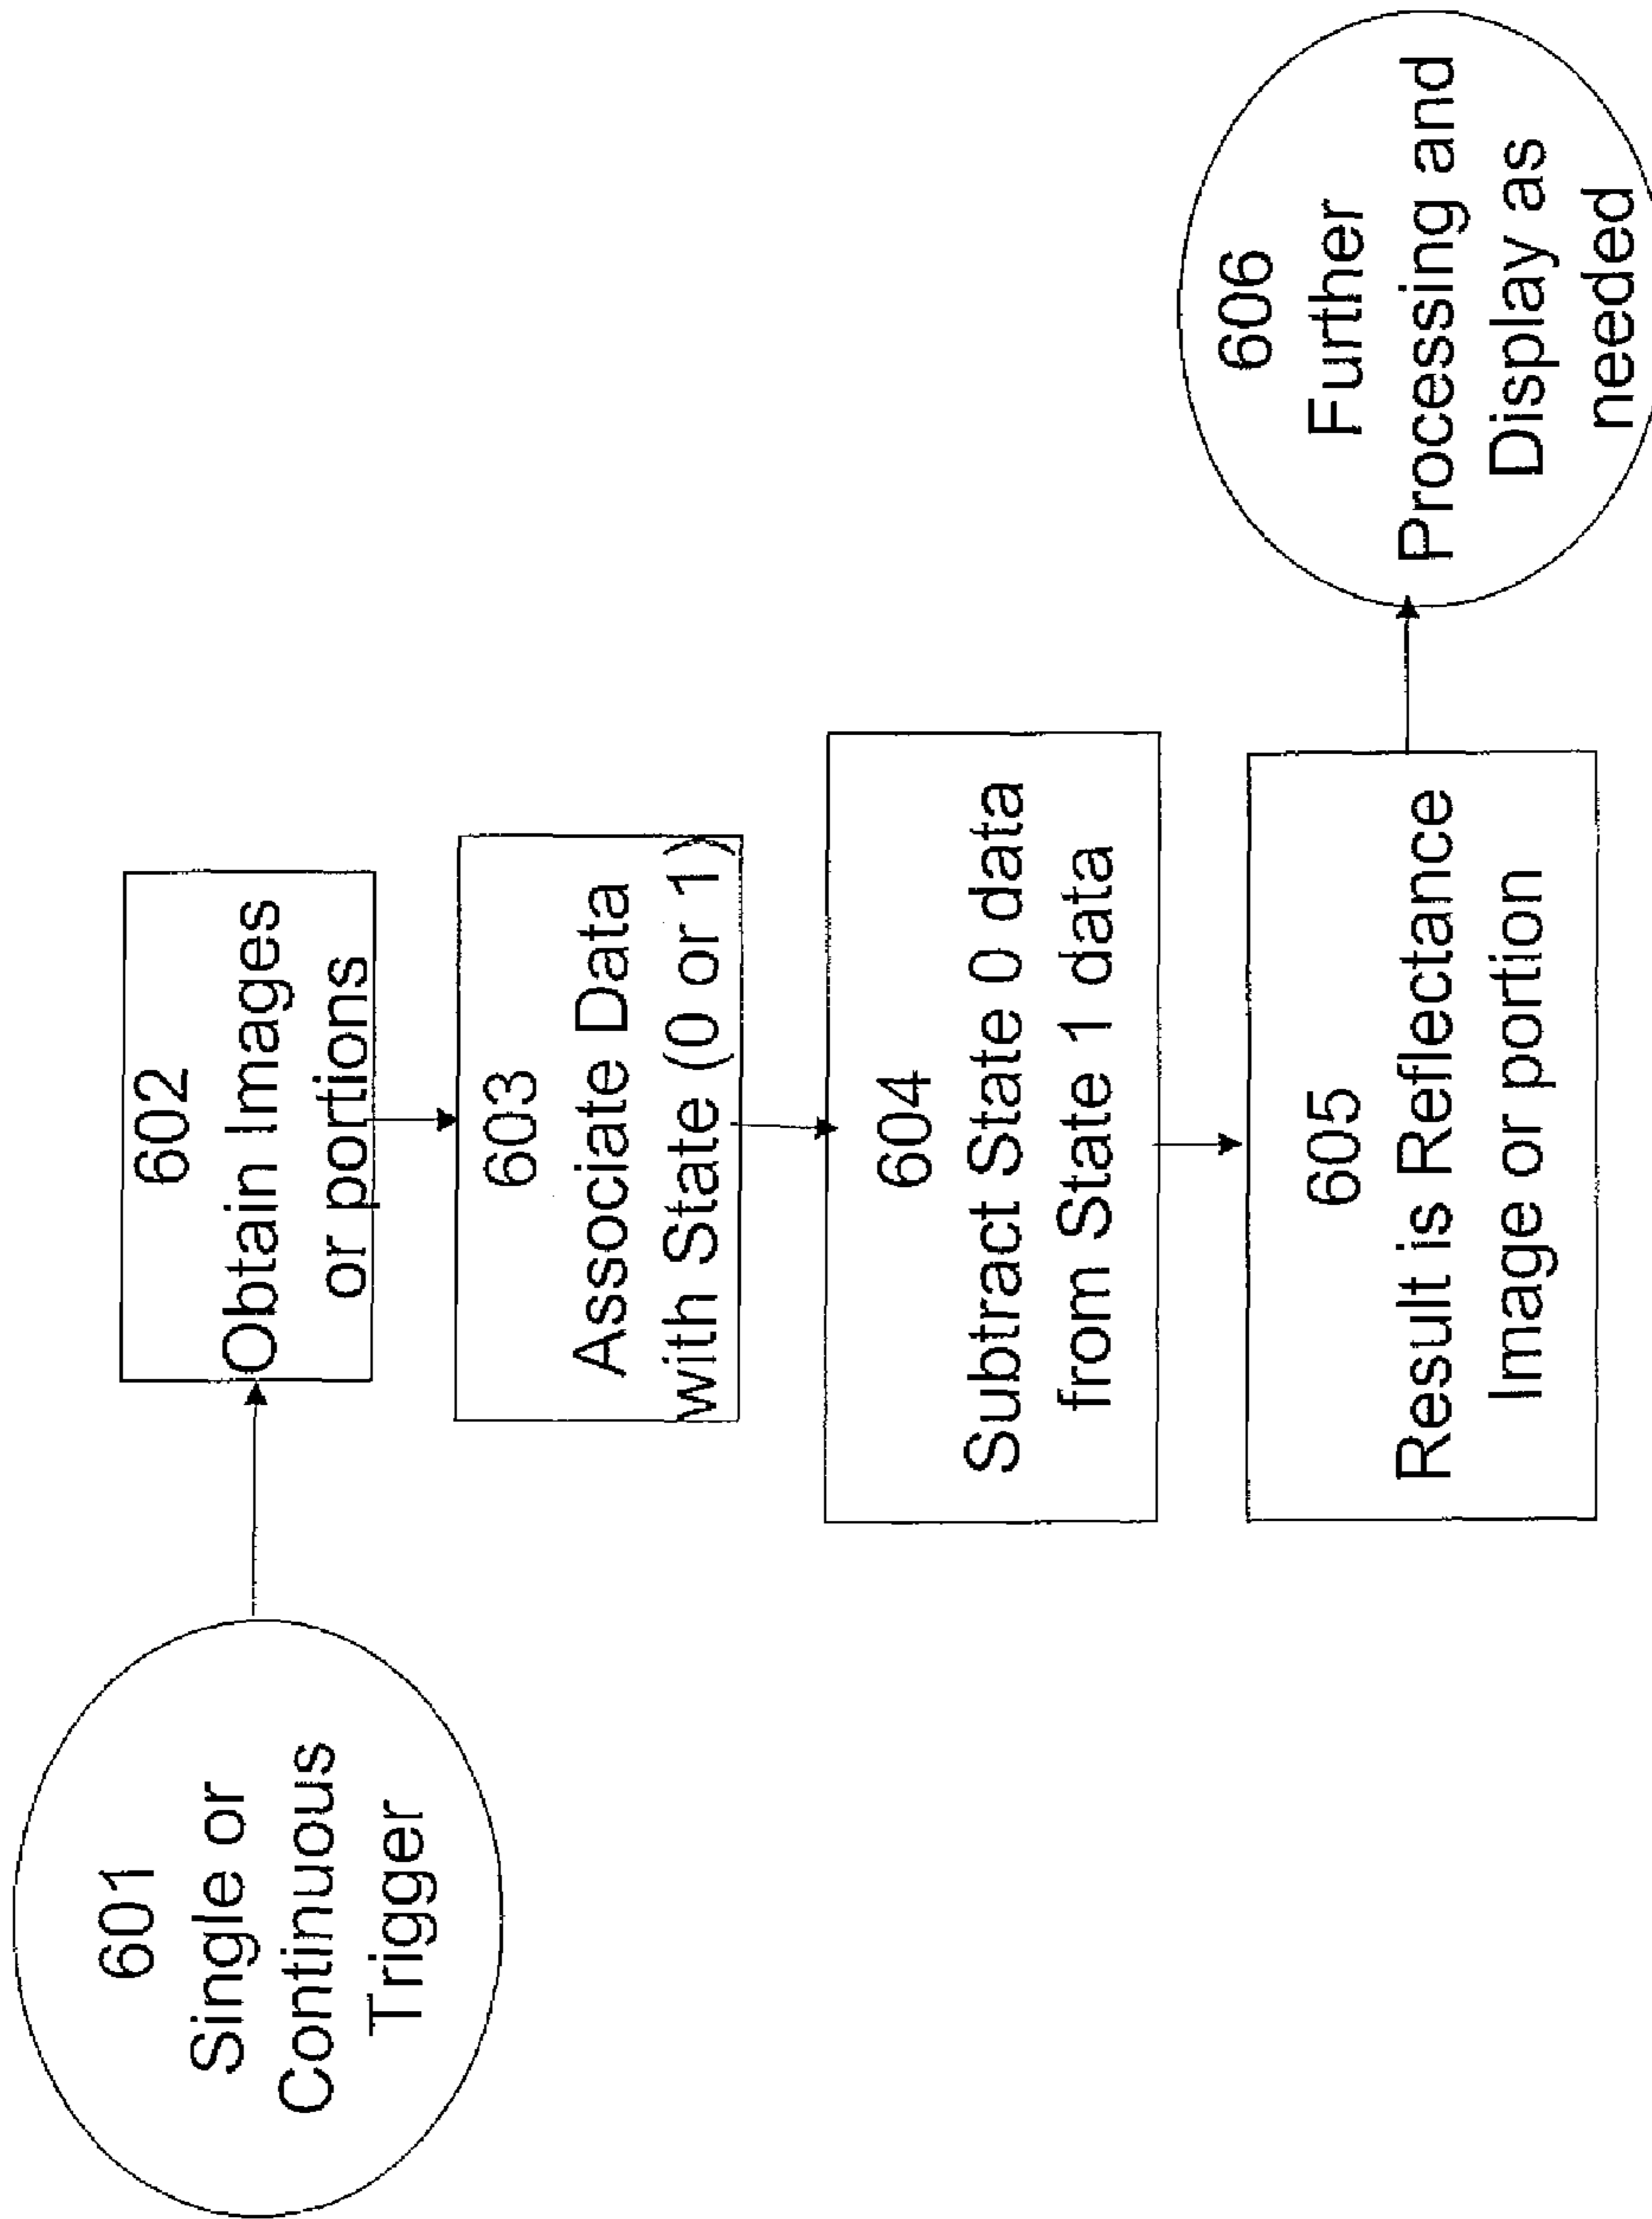 601
Single or
Continuous
Trigger
602
Obtain Images
or portions
603
Associate Data
with State (0 or 1)
604
Subtract State 0 data
from State 1 data
605
Result is Reflectance
Image or portion
606
Further
Processing and
Display as
needed